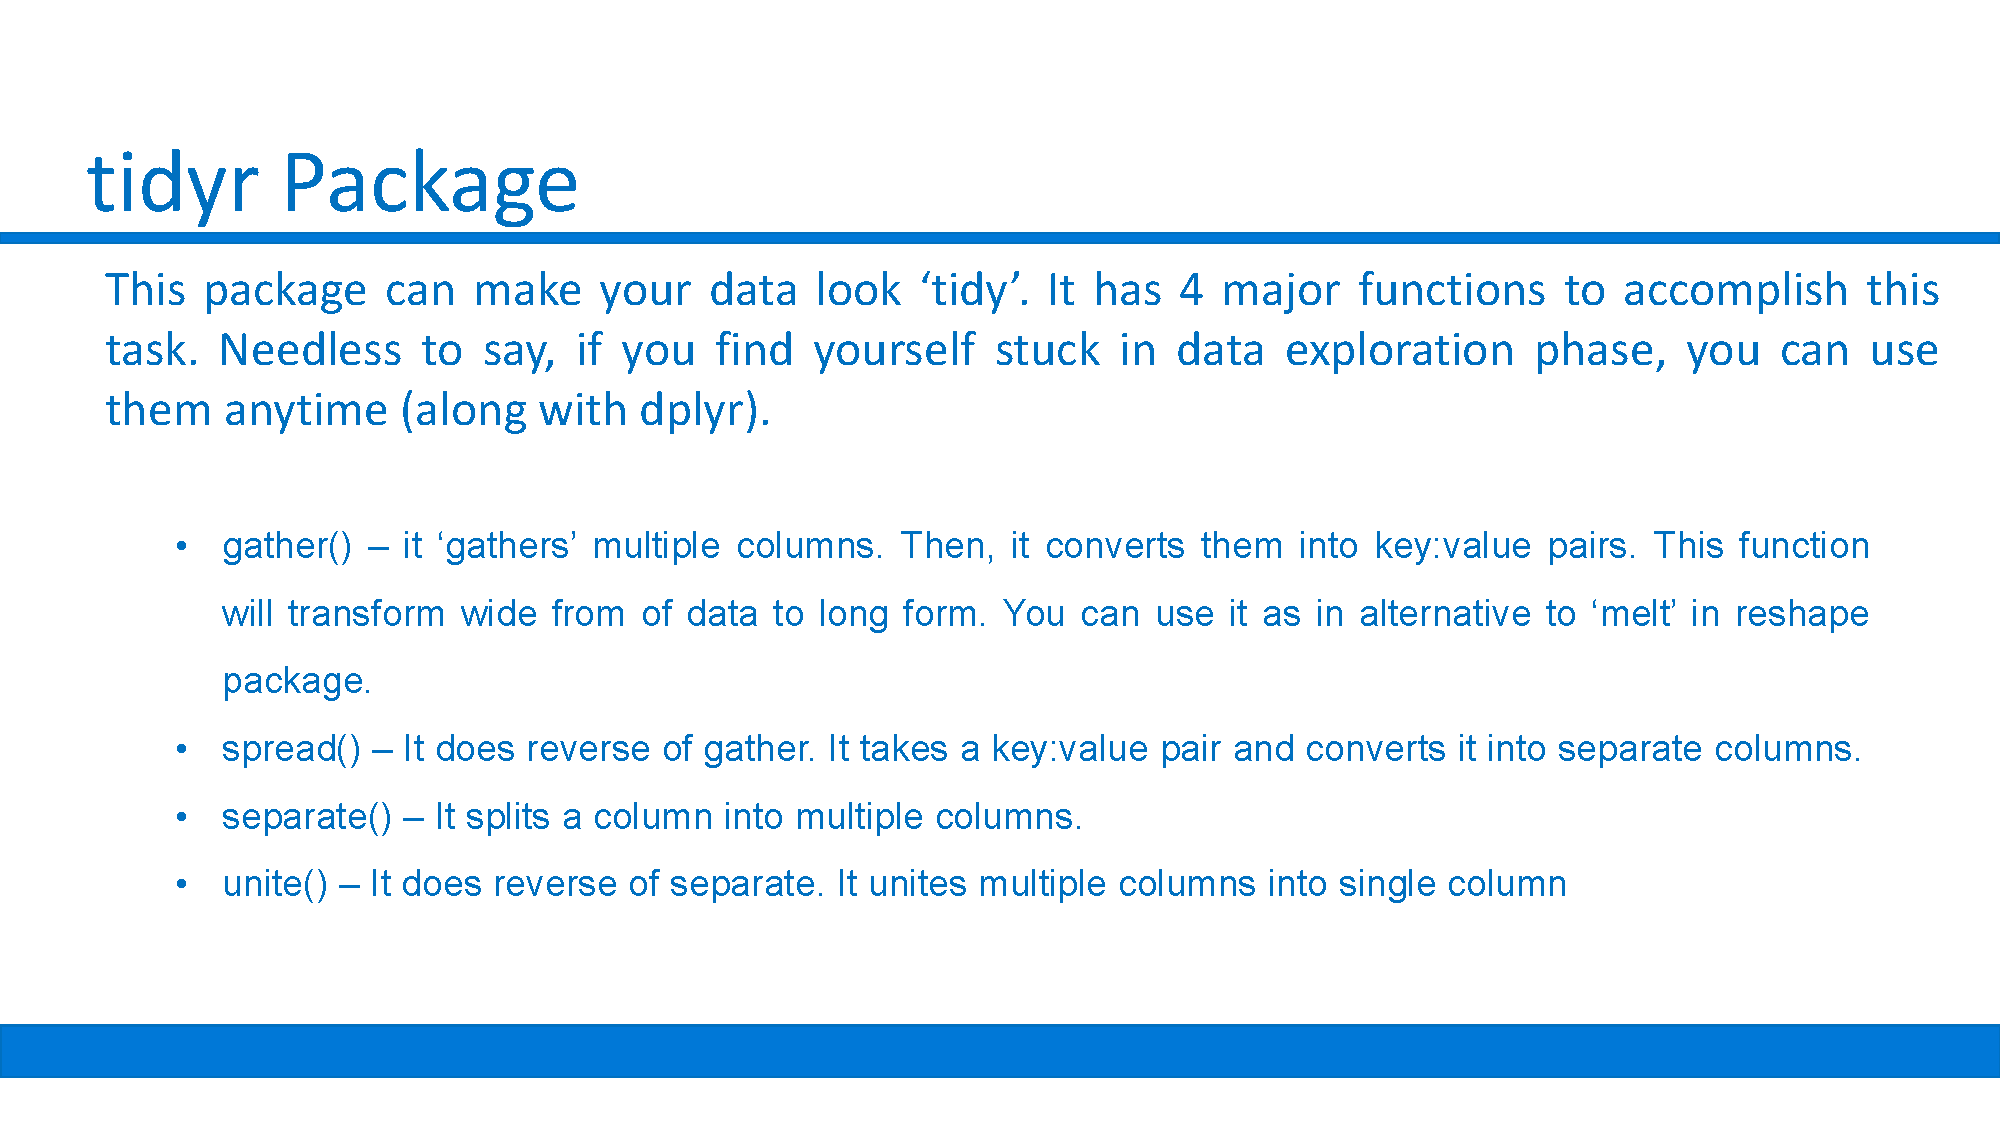 tidyr Package
This package can make your data look ‘tidy’. It has 4 major functions to accomplish this
task. Needless to say, if you find yourself stuck in data exploration phase, you can use
them anytime (along with dplyr).
• gather() – it ‘gathers’ multiple columns. Then, it converts them into key:value pairs. This function
will transform wide from of data to long form. You can use it as in alternative to ‘melt’ in reshape
package.
• spread() – It does reverse of gather. It takes a key:value pair and converts it into separate columns.
• separate() – It splits a column into multiple columns.
• unite() – It does reverse of separate. It unites multiple columns into single column